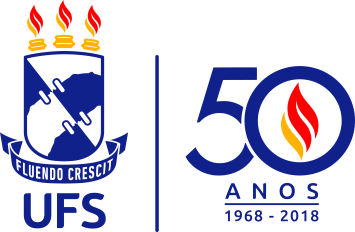 FLUENDO CRESCIT
UFS
50
ANOS
1968 - 2018